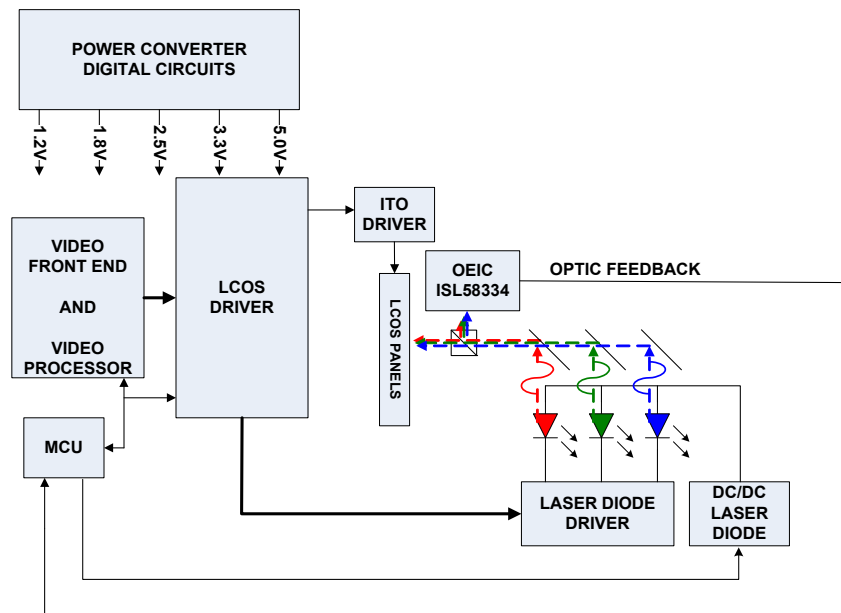 POWER CONVERTER
DIGITAL CIRCUITS
1.2V
1.8V
2.5V
3.3V
5.0V
ITO
DRIVER
VIDEO
FRONT END
AND
VIDEO
PROCESSOR
LCOS
DRIVER
OEIC
ISL58334
OPTIC FEEDBACK
LCOS PANELS
MCU
LASER DIODE
DRIVER
DC/DC
LASER
DIODE